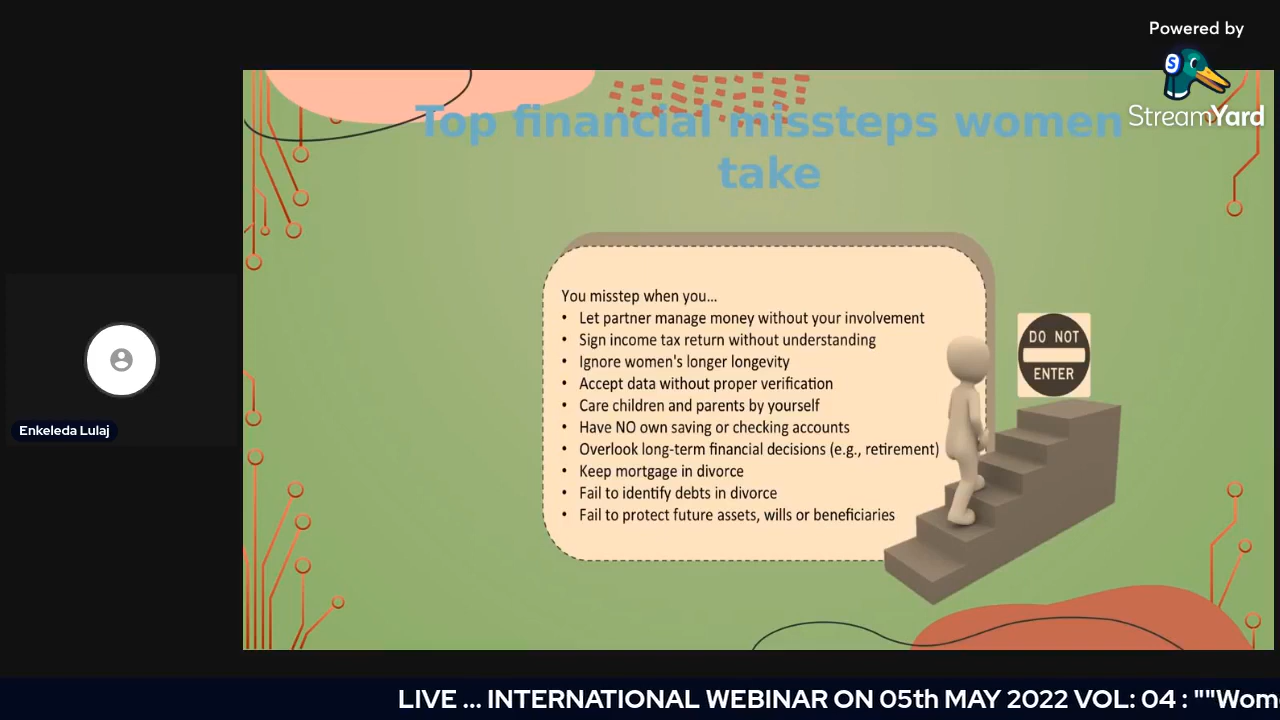 Powered by
StreamYard
Top financial missteps women
take
You misstep when you...
• Let partner manage money without your involvement
• Sign income tax return without understanding
• Ignore women's longer longevity
• Accept data without proper verification
• Care children and parents by yourself
• Have NO own saving or checking accounts
• Overlook long-term financial decisions (e.g., retirement)
• Keep mortgage in divorce
• Fail to identify debts in divorce
• Fail to protect future assets, wills or beneficiaries
DO NOT
ENTER
Enkeleda Lulaj
LIVE ... INTERNATIONAL WEBINAR ON 05th MAY 2022 VOL: 04 : ""Wom